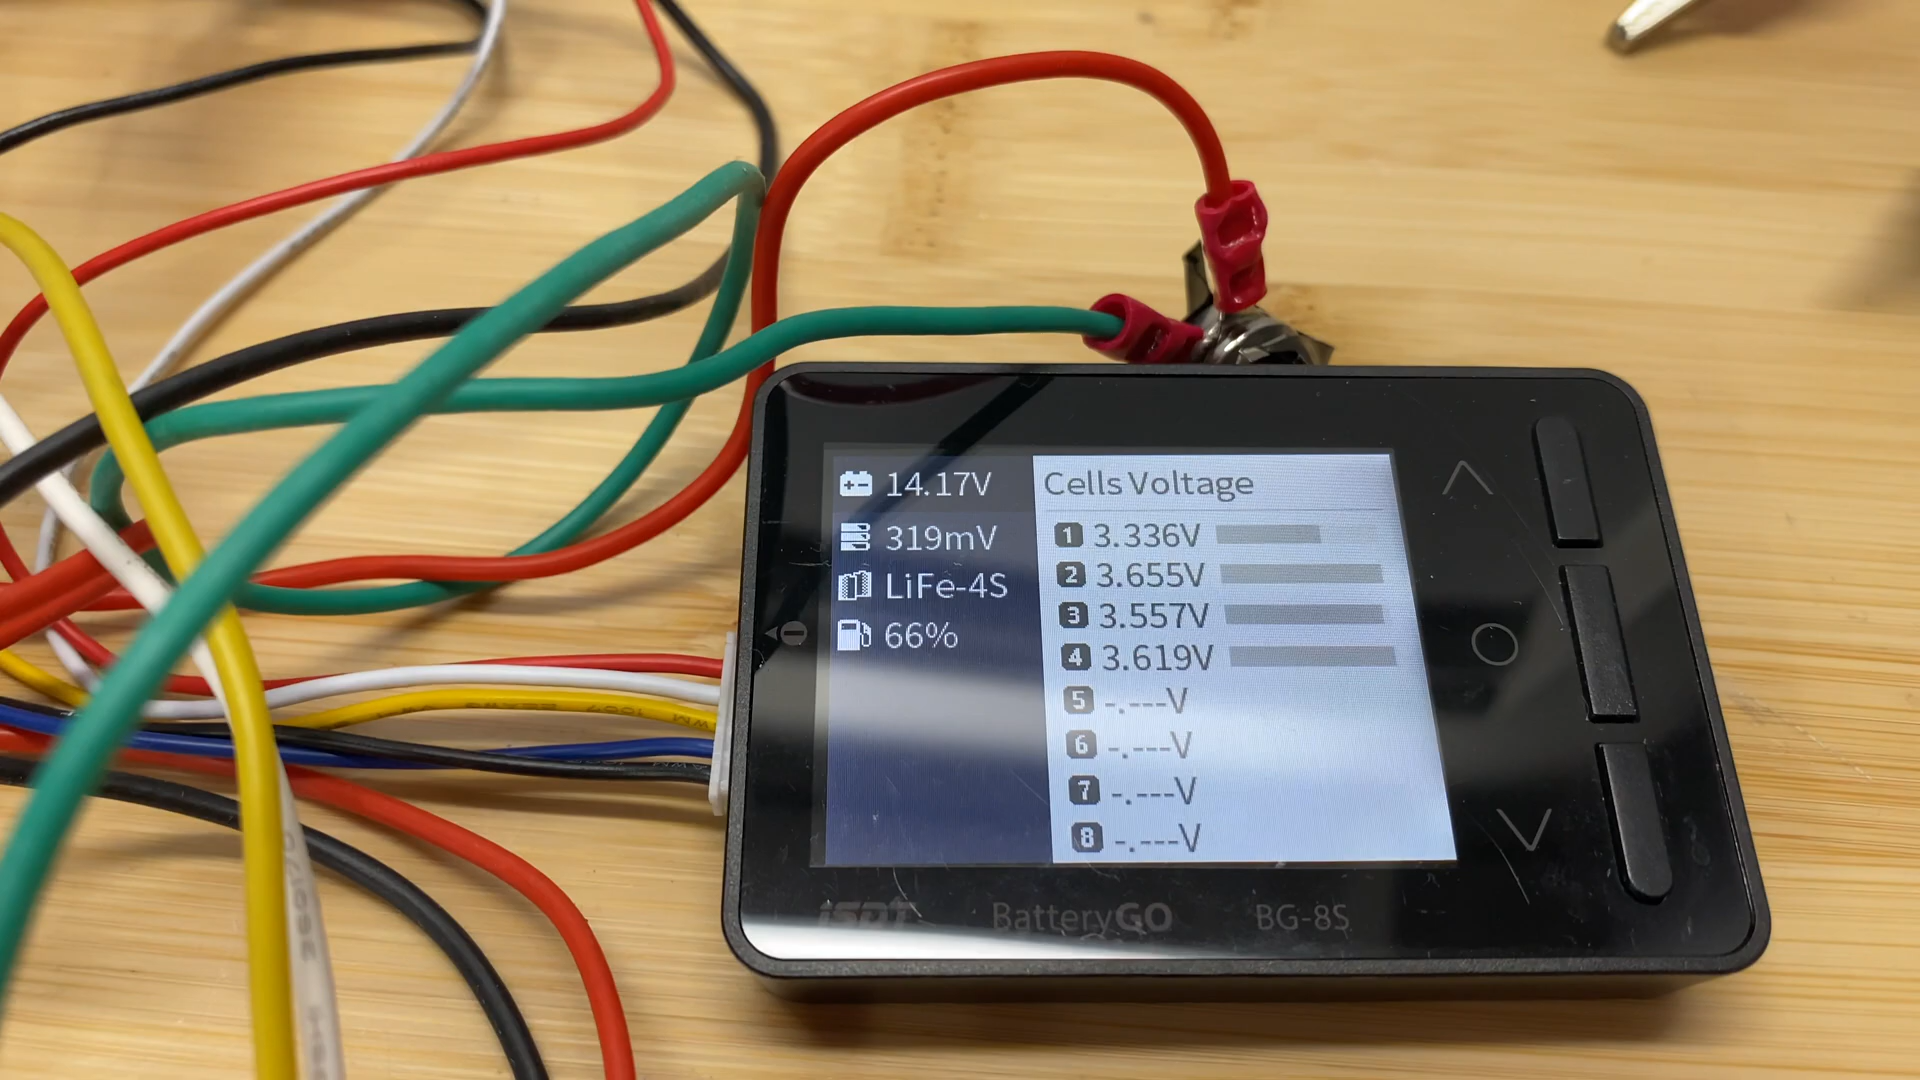 14.17V
319mV
LiFe-4S
66%
Cells Voltage
1 3.336V
2 3.655V
3 3.557V
4 3.619V
5 -.---V
6 -.---V
7 -.---V
8 -.---V
iSDT BatteryGO BG-8S